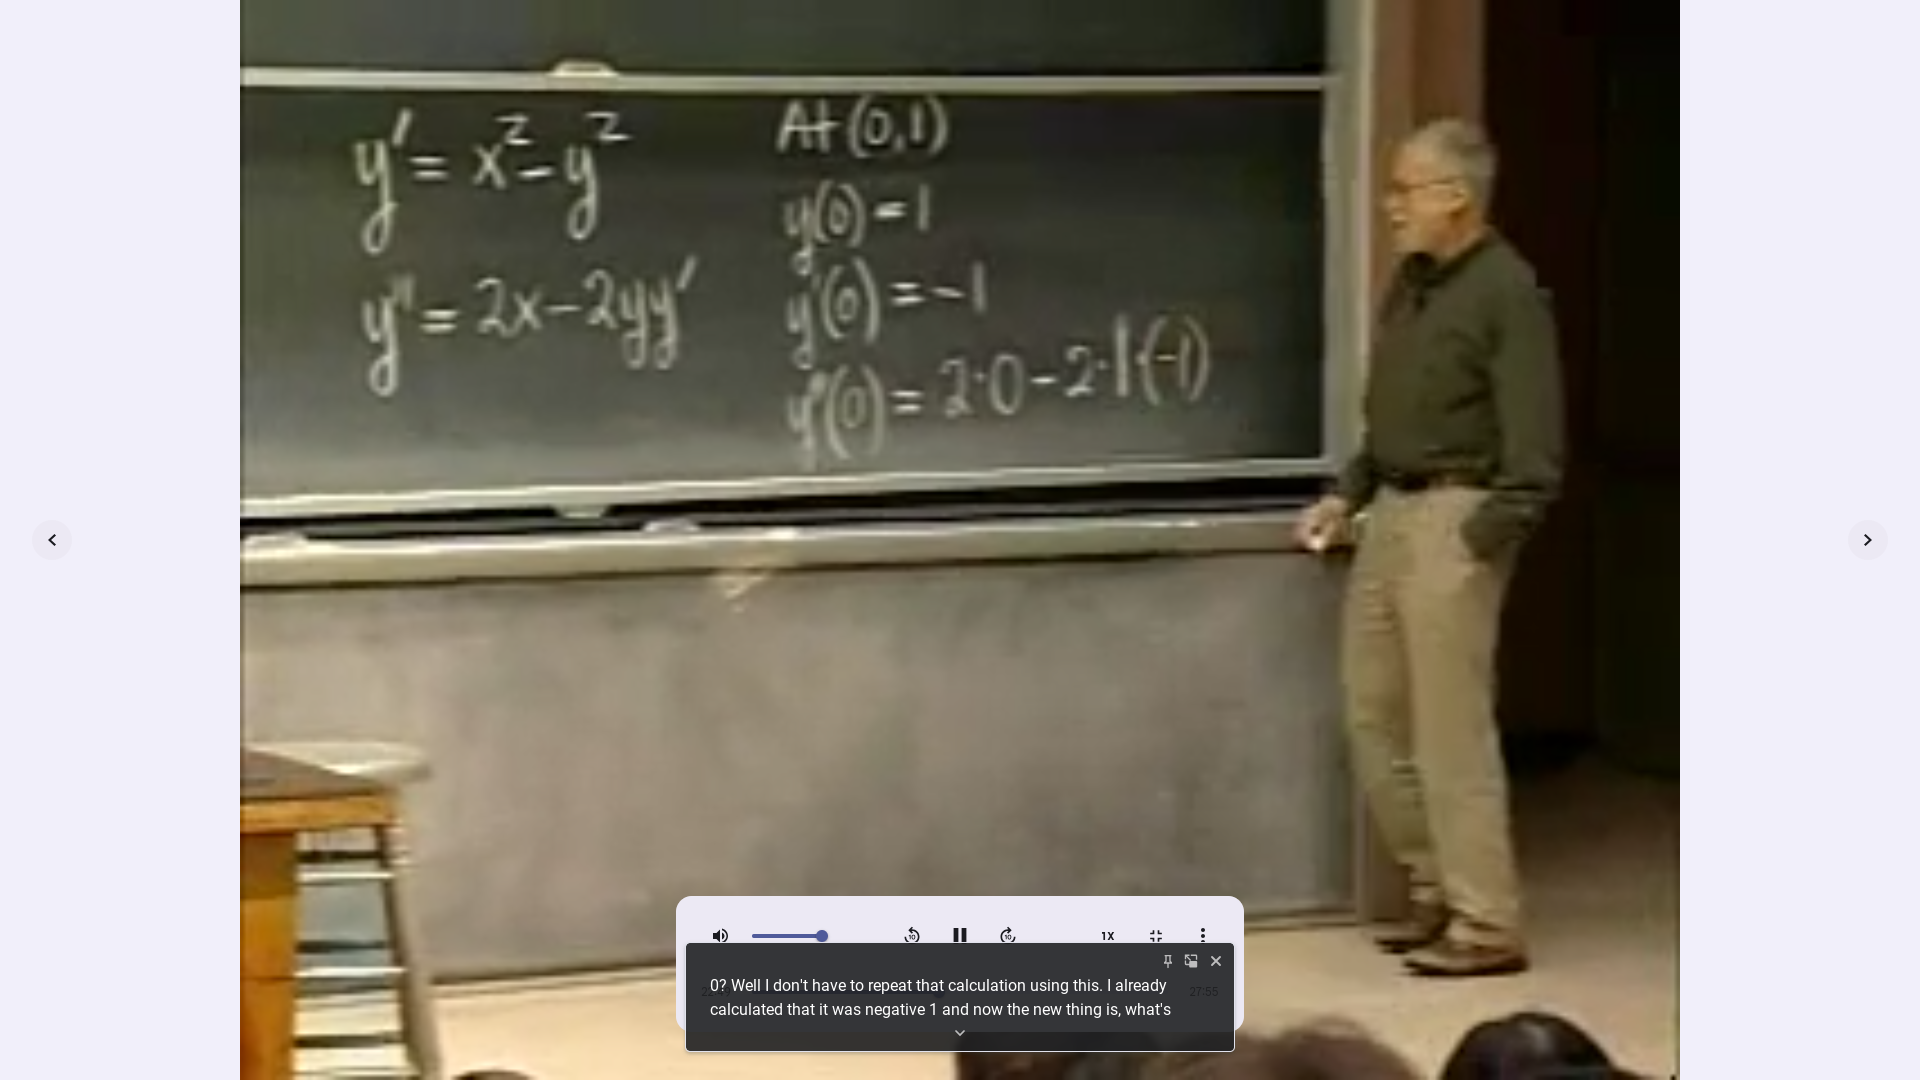 y' = x² - y²
y'' = 2x - 2yy'
At (0,1)
y(0) = 1
y'(0) = -1
y''(0) = 2·0 - 2·1·(-1)
10
10
1X
27:55
0? Well I don't have to repeat that calculation using this. I already
calculated that it was negative 1 and now the new thing is, what's